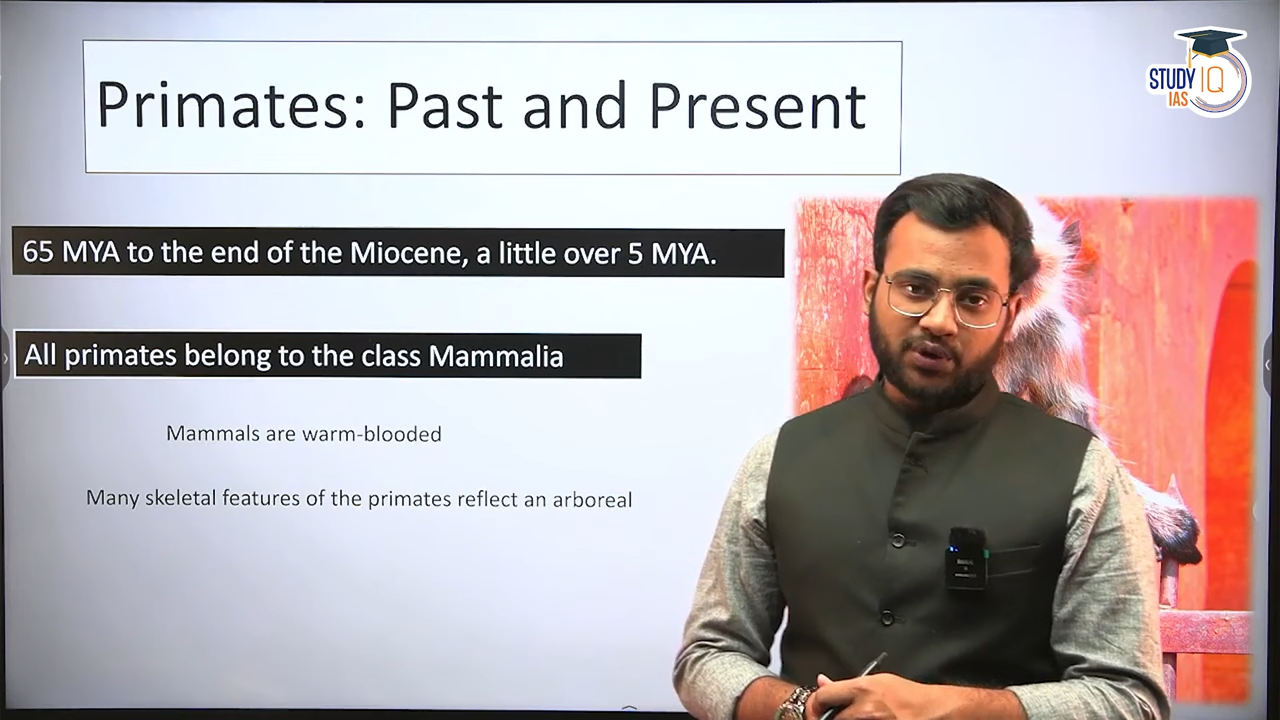 Primates: Past and Present
STUDY IQ
IAS
65 MYA to the end of the Miocene, a little over 5 MYA.
All primates belong to the class Mammalia
Mammals are warm-blooded
Many skeletal features of the primates reflect an arboreal